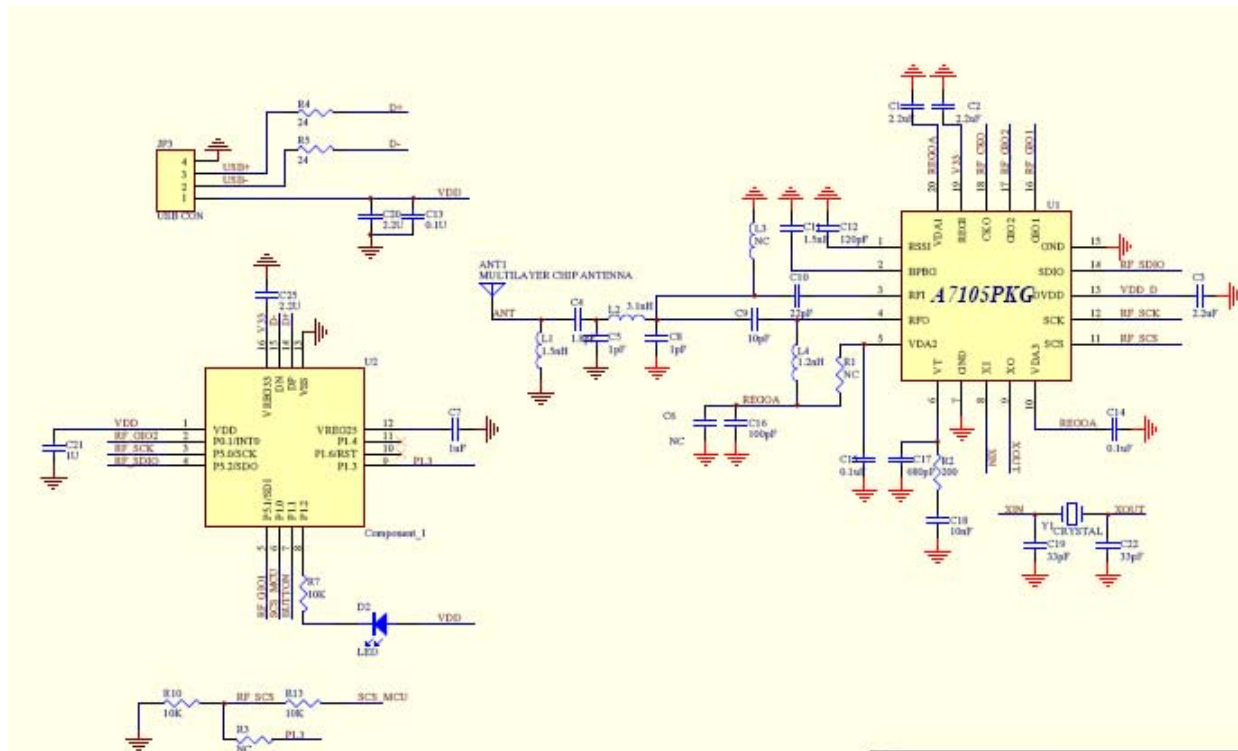 C1
2.2uF
C2
2.2uF
R4
24
D+
R5
24
D-
JP3
4
3
2
1
USB+
USB-
VDD
USB CON
C20
2.2U
C13
0.1U
REGOA
V33
RF_CKO
RF_GIO2
RF_GIO1
20
19
18
17
16
U1
VDA1
REGI
CKO
GIO2
GIO1
1
RSSI
2
BPBG
3
RFI
4
RFO
5
VDA2
A7105PKG
GND
15
SDIO
14
RF_SDIO
DVDD
13
VDD_D
C3
2.2uF
SCK
12
RF_SCK
SCS
11
RF_SCS
VT
GND
XI
XO
VDA3
6
7
8
9
10
L3
NC
C11
1.5nF
C12
120pF
C10
22pF
ANT1
MULTILAYER CHIP ANTENNA
ANT
C4
L2
3.1nH
C9
10pF
L1
1.5nH
C5
1pF
C8
1pF
L4
1.2nH
R1
NC
REGOA
NC
C16
100pF
0.1uF
C17
680pF
R2
200
C18
10nF
XIN
XOUT
REGOA
C14
0.1uF
XIN
Y1
CRYSTAL
XOUT
C19
33pF
C22
33pF
C25
2.2U
V33
D-
D+
16
15
14
13
U2
VREG33
DN
DP
VSS
VDD
1
VDD
RF_GIO2
2
P0.1/INT0
RF_SCK
3
P5.0/SCK
RF_SDIO
4
P5.2/SDO
C21
1U
VREG25
12
C7
1uF
P1.4
11
P1.6/RST
10
P1.3
9
P1.3
P5.1/SDI
P1.0
P1.1
P1.2
5
6
7
8
Component_1
RF_GIO1
SCS_MCU
BUTTON
R7
10K
D2
LED
VDD
R10
10K
RF_SCS
R13
10K
SCS_MCU
R3
NC
P1.3